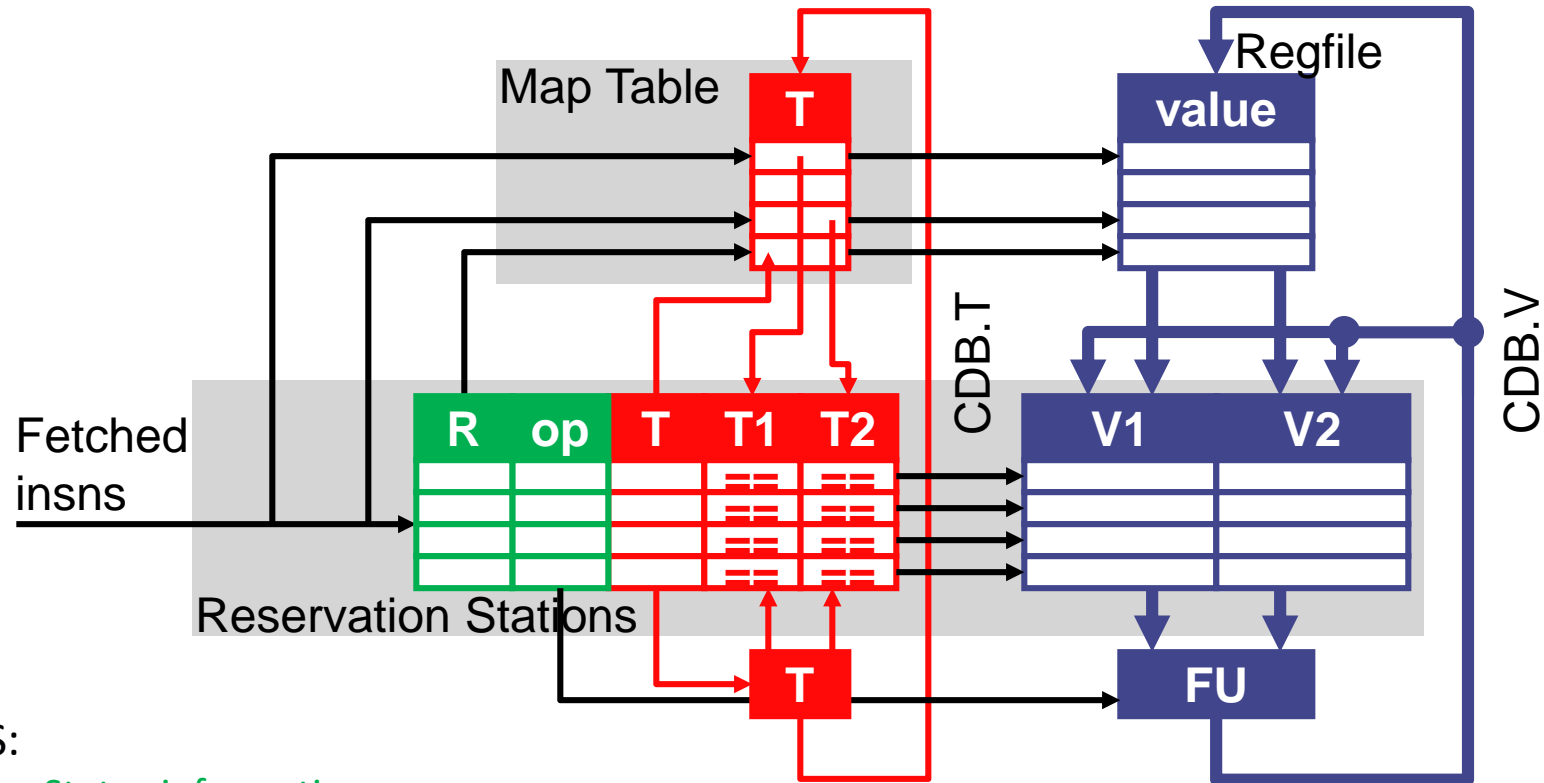 Regfile
Map Table
T
value
CDB.T
CDB.V
Fetched
insns
R op T T1 T2 V1 V2
== ==
== ==
== ==
== ==
Reservation Stations
T
FU
S: